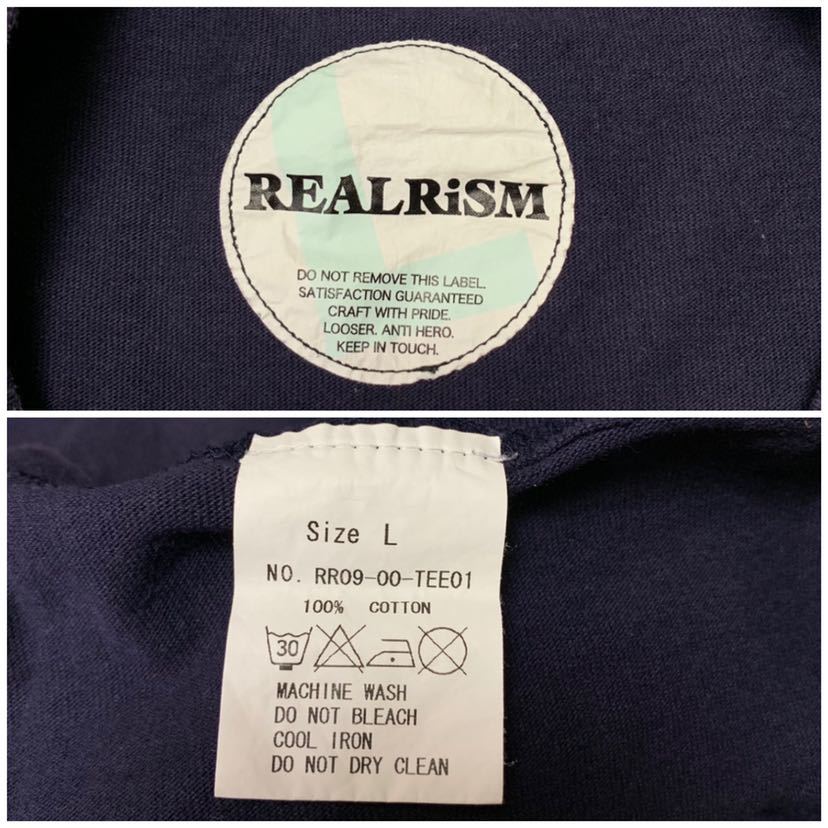 REALRiSM
DO NOT REMOVE THIS LABEL.
SATISFACTION GUARANTEED
CRAFT WITH PRIDE.
LOOSER. ANTI HERO.
KEEP IN TOUCH.
Size L
NO. RR09-00-TEE01
100% COTTON
30
MACHINE WASH
DO NOT BLEACH
COOL IRON
DO NOT DRY CLEAN